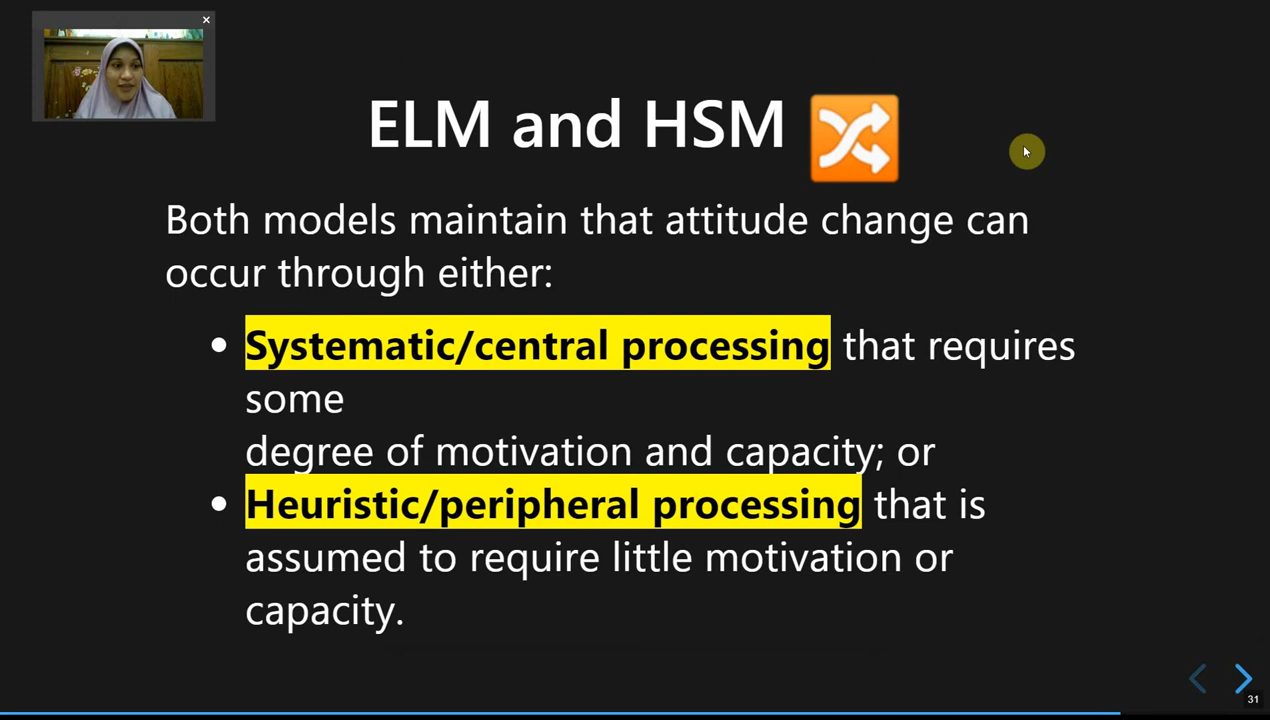 ELM and HSM
Both models maintain that attitude change can
occur through either:
• Systematic/central processing that requires
some
degree of motivation and capacity; or
• Heuristic/peripheral processing that is
assumed to require little motivation or
capacity.
31